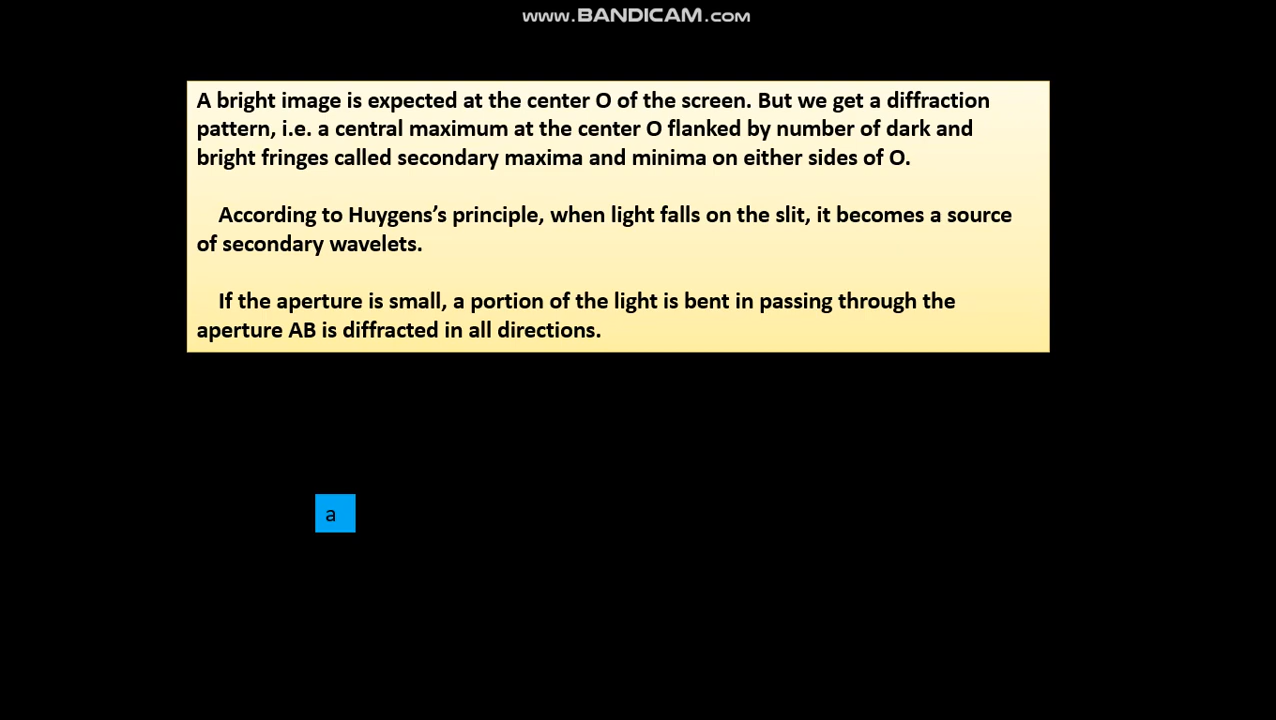 www.BANDICAM.com
A bright image is expected at the center O of the screen. But we get a diffraction
pattern, i.e. a central maximum at the center O flanked by number of dark and
bright fringes called secondary maxima and minima on either sides of O.
According to Huygens’s principle, when light falls on the slit, it becomes a source
of secondary wavelets.
If the aperture is small, a portion of the light is bent in passing through the
aperture AB is diffracted in all directions.
a